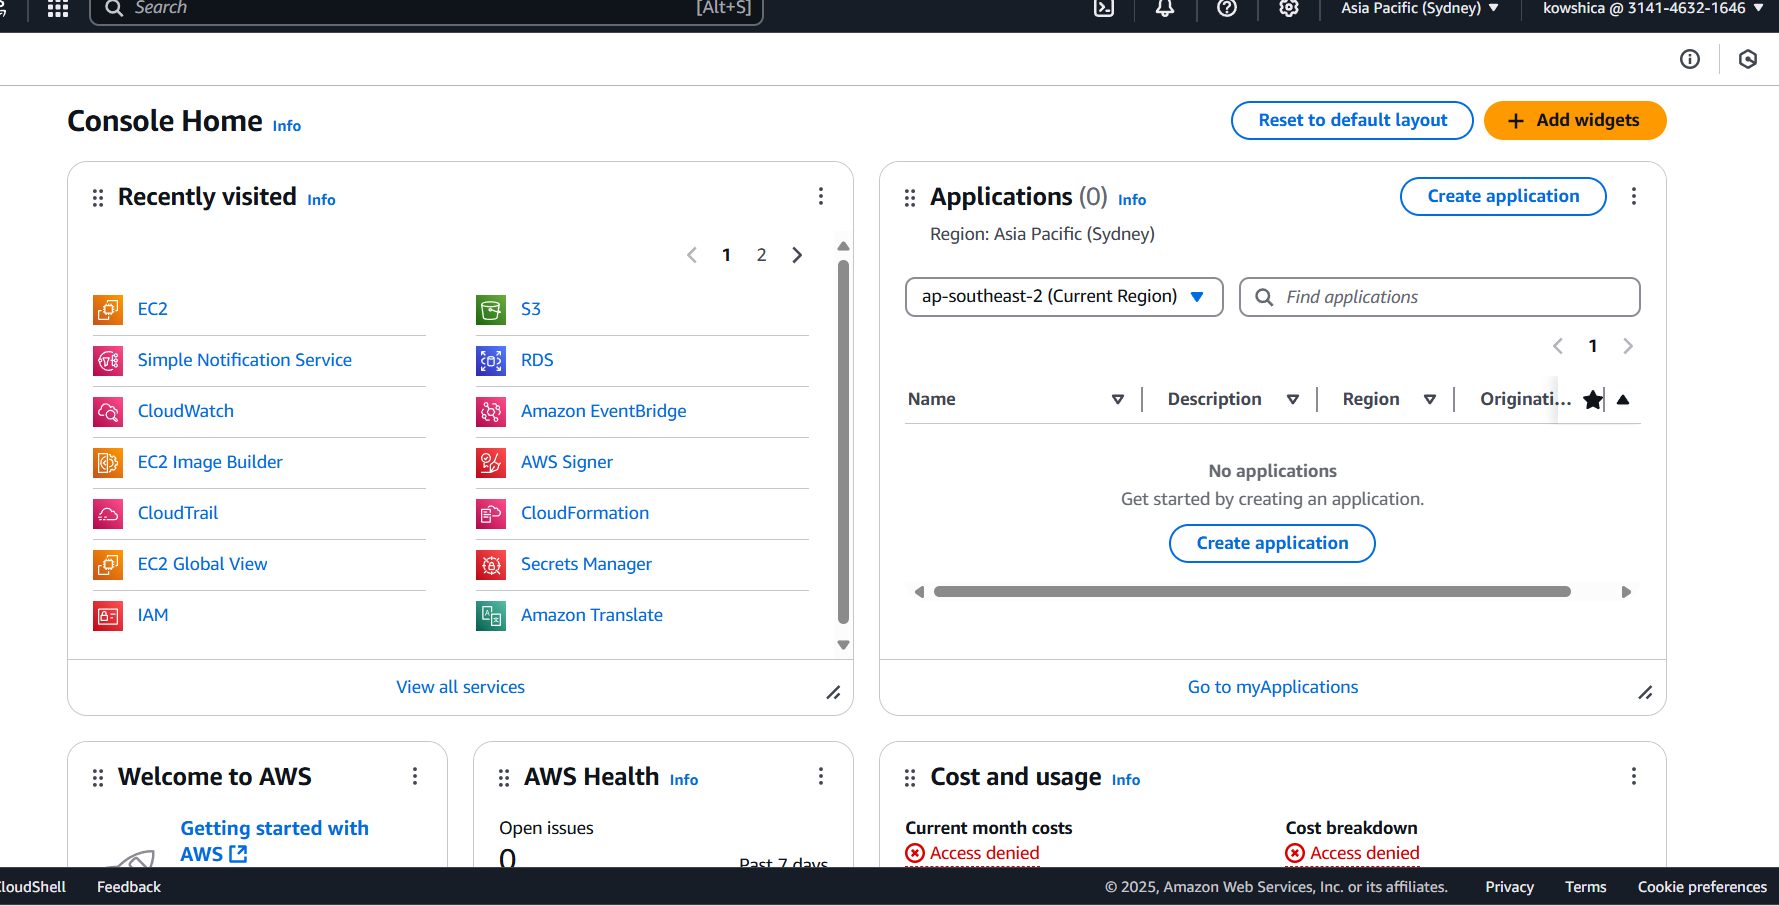 Search [Alt+S] Asia Pacific (Sydney) kowshica @ 3141-4632-1646
Console Home Info Reset to default layout Add widgets
Recently visited Info
1 2
EC2
S3
Simple Notification Service
RDS
CloudWatch
Amazon EventBridge
EC2 Image Builder
AWS Signer
CloudTrail
CloudFormation
EC2 Global View
Secrets Manager
IAM
Amazon Translate
View all services
Applications (0) Info Create application
Region: Asia Pacific (Sydney)
ap-southeast-2 (Current Region) Find applications
1
Name Description Region Originati...
No applications
Get started by creating an application.
Create application
Go to myApplications
Welcome to AWS
Getting started with
AWS
AWS Health Info
Open issues
0
Past 7 days
Cost and usage Info
Current month costs Cost breakdown
Access denied Access denied
CloudShell Feedback © 2025, Amazon Web Services, Inc. or its affiliates. Privacy Terms Cookie preferences